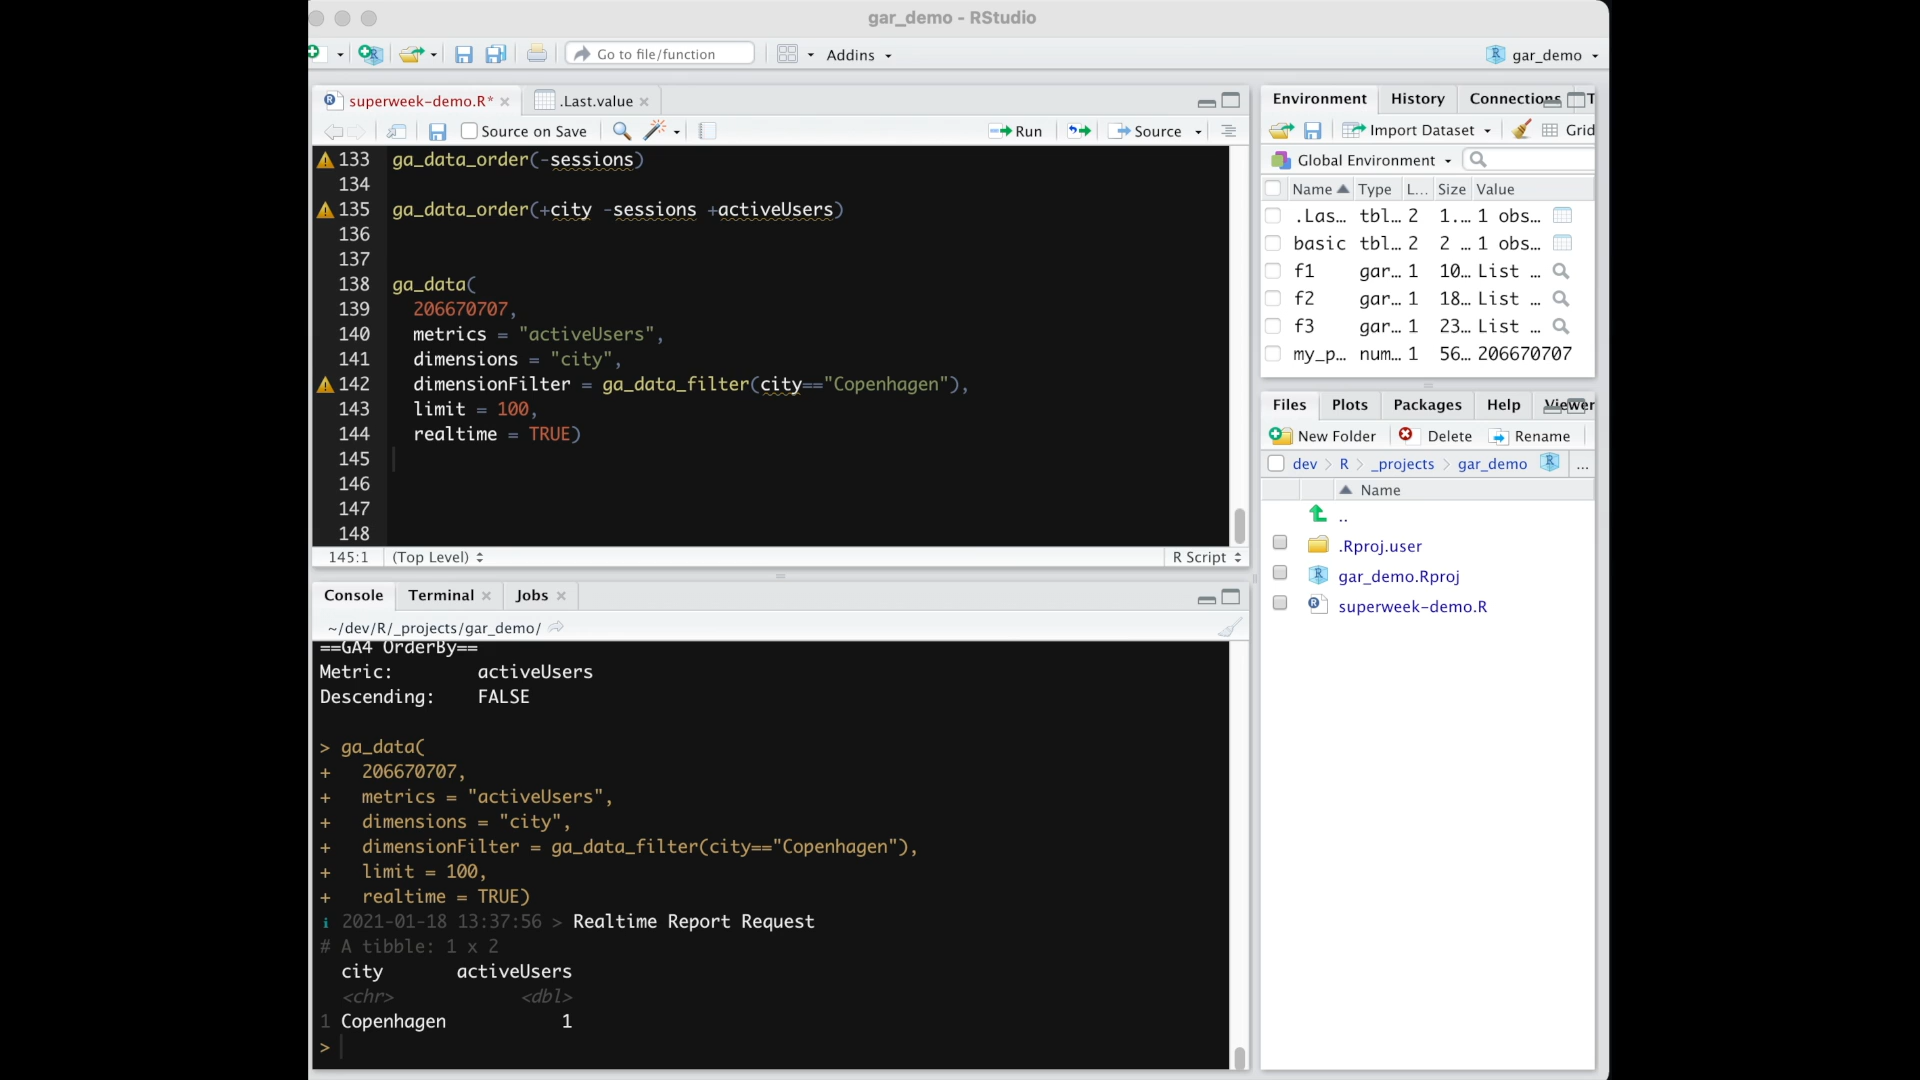 gar_demo - RStudio
Go to file/function
Addins
gar_demo
superweek-demo.R*
.Last.value
Source on Save
Run
Source
133 ga_data_order(-sessions)
134
135 ga_data_order(+city -sessions +activeUsers)
136
137
138 ga_data(
139 206670707,
140 metrics = "activeUsers",
141 dimensions = "city",
142 dimensionFilter = ga_data_filter(city=="Copenhagen"),
143 limit = 100,
144 realtime = TRUE)
145
146
147
148
145:1 (Top Level) R Script
Console Terminal Jobs
~/dev/R/_projects/gar_demo/
==GA4 OrderBy==
Metric: activeUsers
Descending: FALSE
> ga_data(
+ 206670707,
+ metrics = "activeUsers",
+ dimensions = "city",
+ dimensionFilter = ga_data_filter(city=="Copenhagen"),
+ limit = 100,
+ realtime = TRUE)
i 2021-01-18 13:37:56 > Realtime Report Request
# A tibble: 1 x 2
city activeUsers
<chr> <dbl>
1 Copenhagen 1
>
Environment History Connections T
Import Dataset Grid
Global Environment
Name Type L... Size Value
.Las... tbl... 2 1.... 1 obs...
basic tbl... 2 2 ... 1 obs...
f1 gar... 1 10... List ...
f2 gar... 1 18... List ...
f3 gar... 1 23... List ...
my_p... num... 1 56... 206670707
Files Plots Packages Help Viewer
New Folder Delete Rename
dev R _projects gar_demo ...
Name
..
.Rproj.user
gar_demo.Rproj
superweek-demo.R